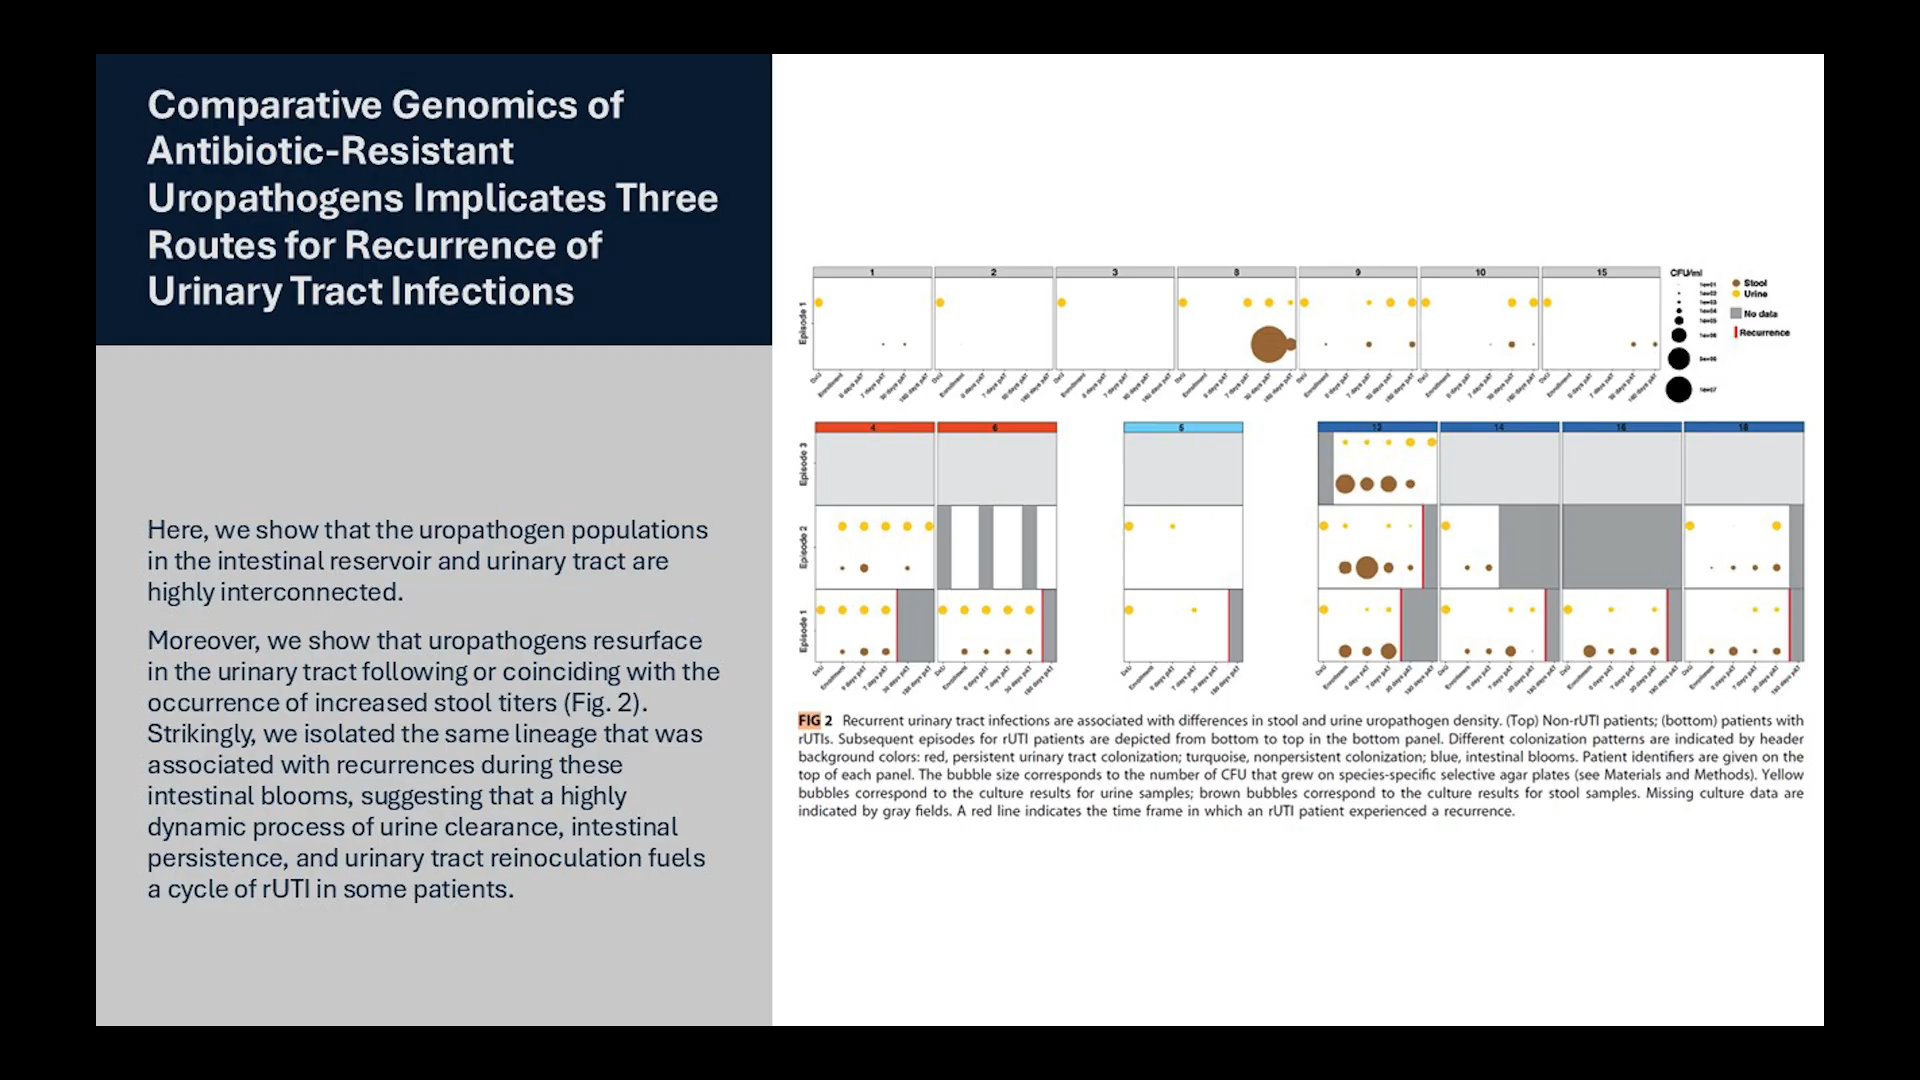 Comparative Genomics of
Antibiotic-Resistant
Uropathogens Implicates Three
Routes for Recurrence of
Urinary Tract Infections
Here, we show that the uropathogen populations
in the intestinal reservoir and urinary tract are
highly interconnected.
Moreover, we show that uropathogens resurface
in the urinary tract following or coinciding with the
occurrence of increased stool titers (Fig. 2).
Strikingly, we isolated the same lineage that was
associated with recurrences during these
intestinal blooms, suggesting that a highly
dynamic process of urine clearance, intestinal
persistence, and urinary tract reinoculation fuels
a cycle of rUTI in some patients.
1 2 3 8 9 10 15
Episode 1
CFU/ml
Stool
Urine
No data
Recurrence
4 6 5 13 14 16 18
Episode 3
Episode 2
Episode 1
FIG 2 Recurrent urinary tract infections are associated with differences in stool and urine uropathogen density. (Top) Non-rUTI patients; (bottom) patients with
rUTIs. Subsequent episodes for rUTI patients are depicted from bottom to top in the bottom panel. Different colonization patterns are indicated by header
background colors: red, persistent urinary tract colonization; turquoise, nonpersistent colonization; blue, intestinal blooms. Patient identifiers are given on the
top of each panel. The bubble size corresponds to the number of CFU that grew on species-specific selective agar plates (see Materials and Methods). Yellow
bubbles correspond to the culture results for urine samples; brown bubbles correspond to the culture results for stool samples. Missing culture data are
indicated by gray fields. A red line indicates the time frame in which an rUTI patient experienced a recurrence.